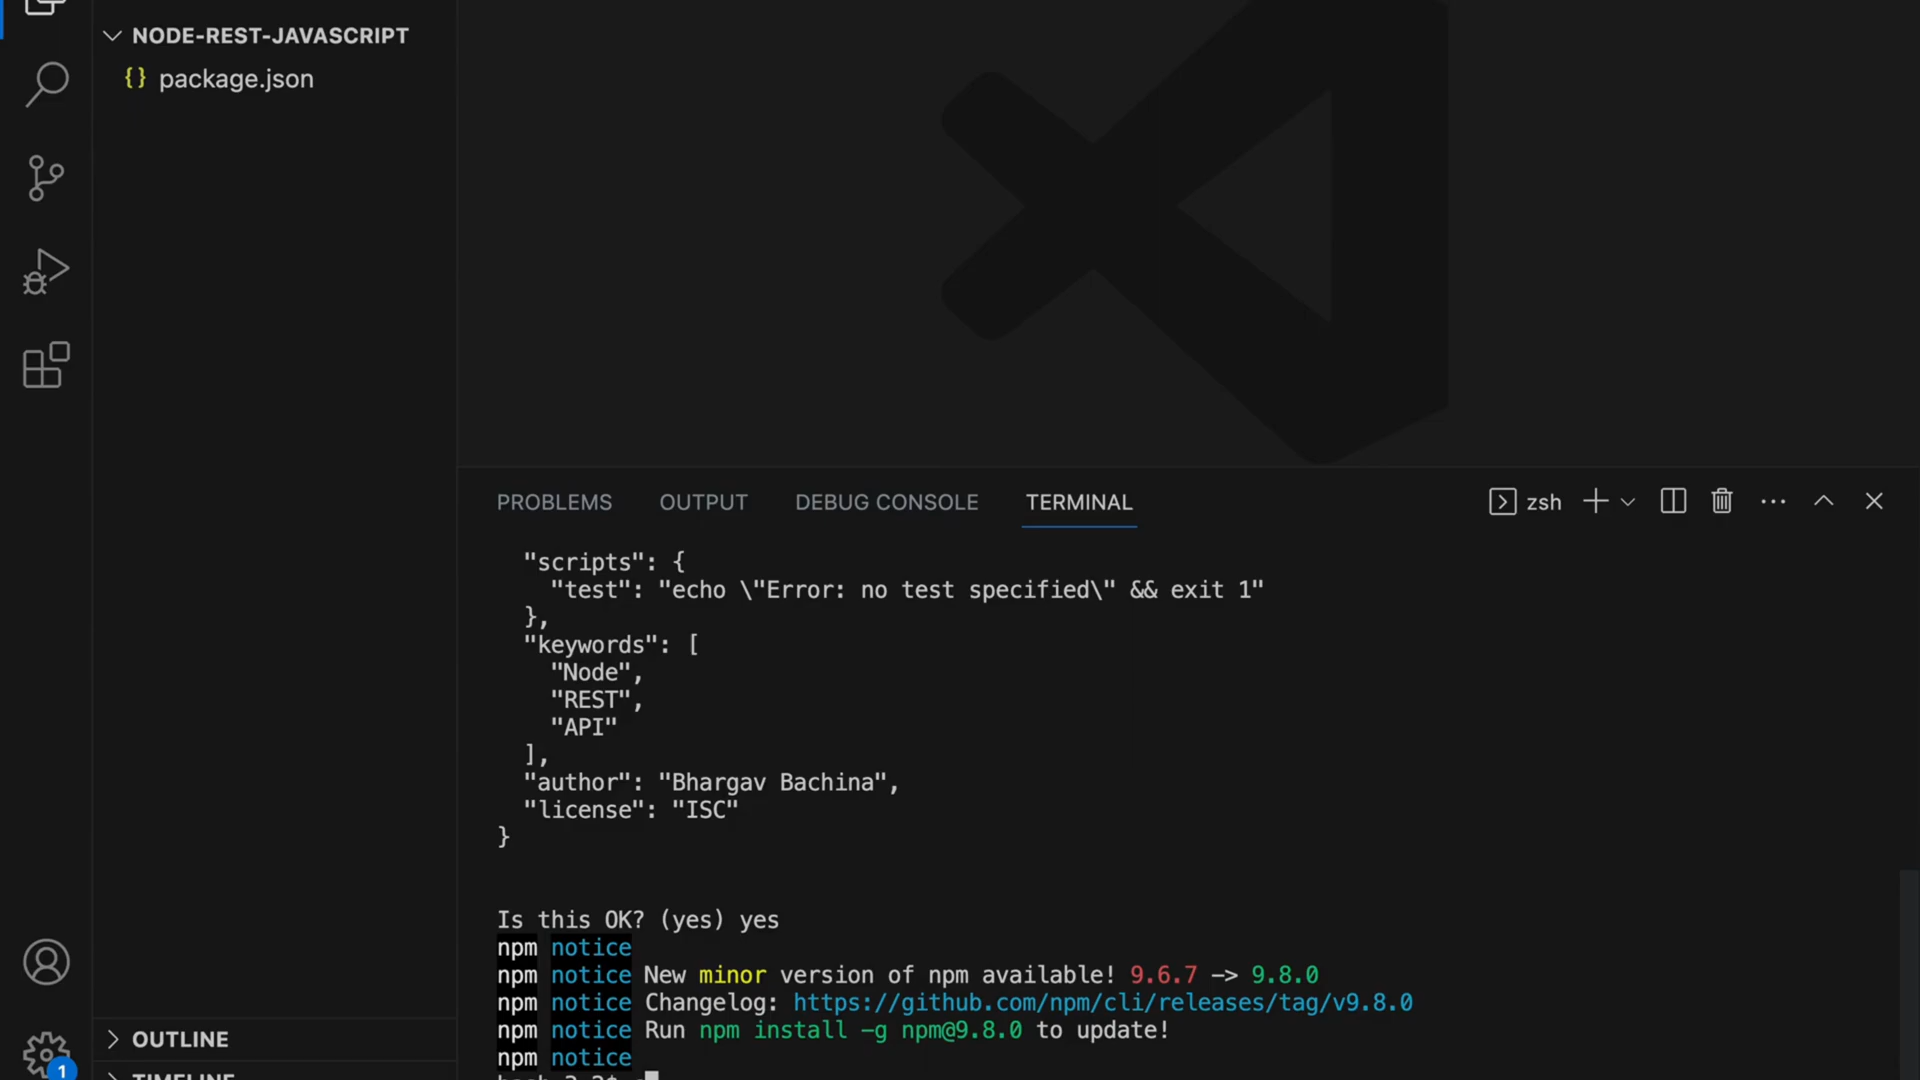 NODE-REST-JAVASCRIPT
{} package.json
PROBLEMS OUTPUT DEBUG CONSOLE TERMINAL zsh
"scripts": {
"test": "echo \"Error: no test specified\" && exit 1"
},
"keywords": [
"Node",
"REST",
"API"
],
"author": "Bhargav Bachina",
"license": "ISC"
}
Is this OK? (yes) yes
npm notice
npm notice New minor version of npm available! 9.6.7 -> 9.8.0
npm notice Changelog: https://github.com/npm/cli/releases/tag/v9.8.0
npm notice Run npm install -g npm@9.8.0 to update!
npm notice
OUTLINE
1
TIMELINE